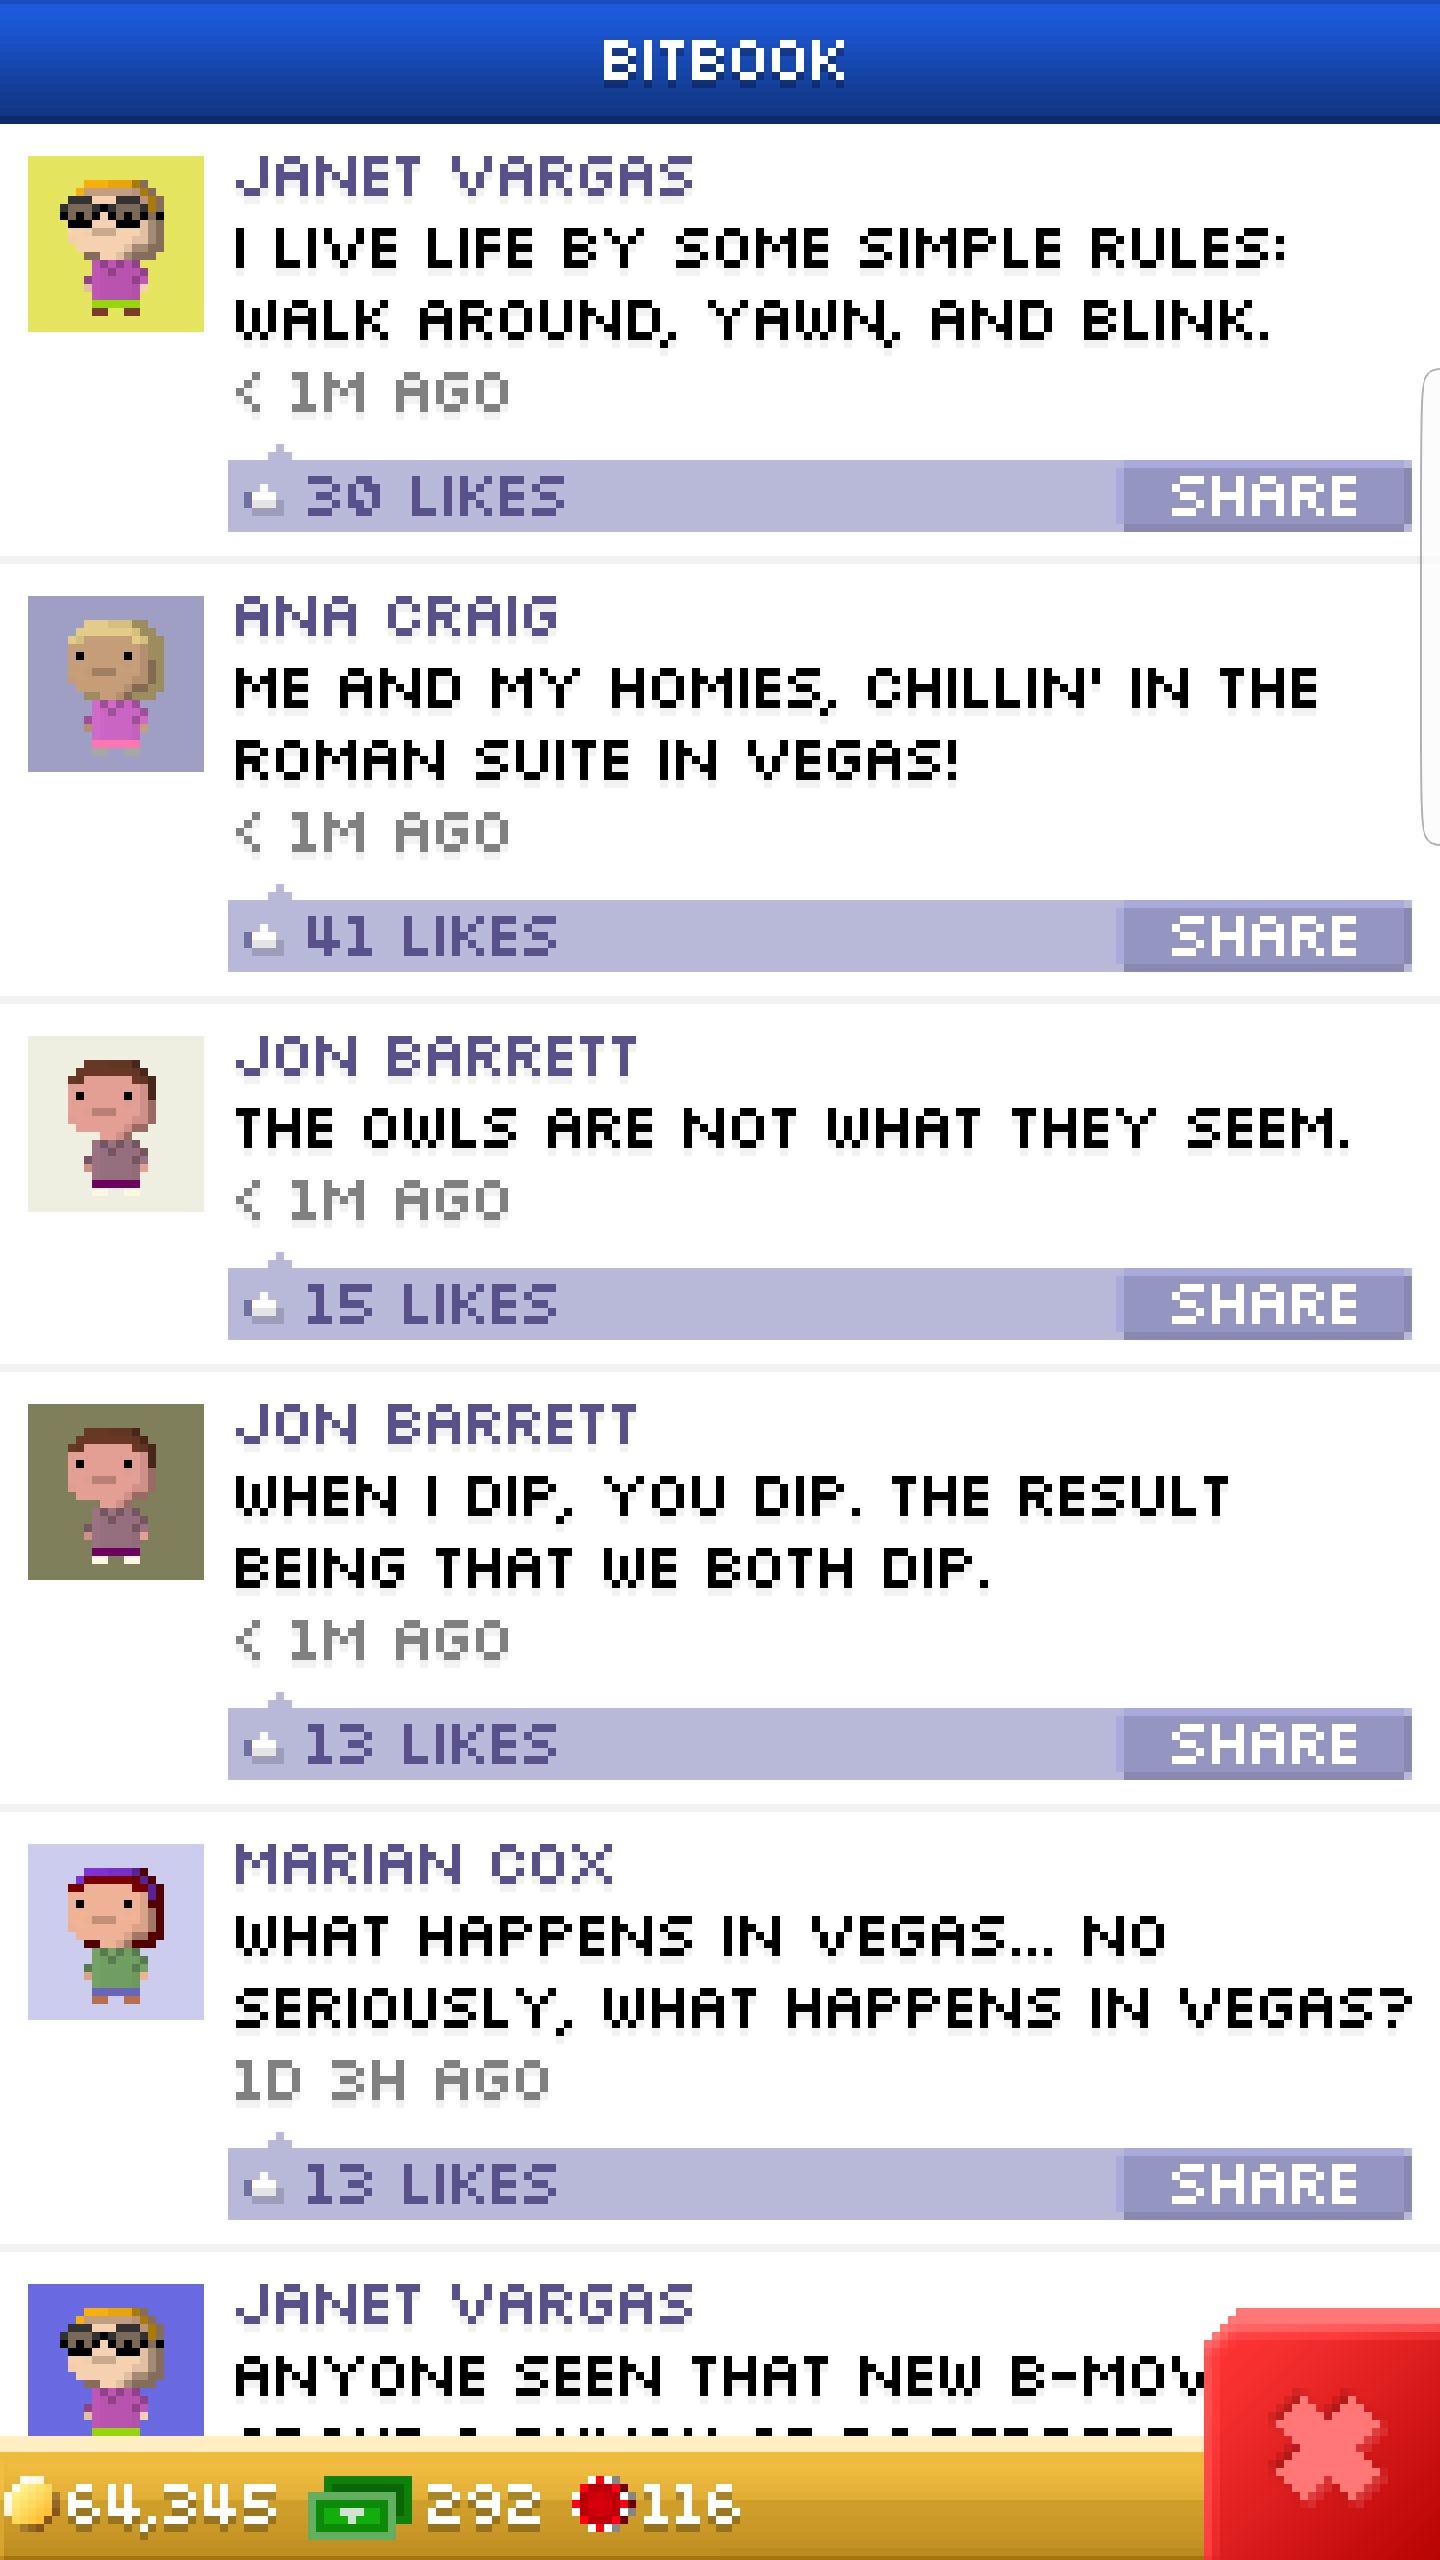 BITBOOK
JANET VARGAS
I LIVE LIFE BY SOME SIMPLE RULES:
WALK AROUND, YAWN, AND BLINK.
< 1M AGO
30 LIKES SHARE
ANA CRAIG
ME AND MY HOMIES, CHILLIN' IN THE
ROMAN SUITE IN VEGAS!
< 1M AGO
41 LIKES SHARE
JON BARRETT
THE OWLS ARE NOT WHAT THEY SEEM.
< 1M AGO
15 LIKES SHARE
JON BARRETT
WHEN I DIP, YOU DIP. THE RESULT
BEING THAT WE BOTH DIP.
< 1M AGO
13 LIKES SHARE
MARIAN COX
WHAT HAPPENS IN VEGAS... NO
SERIOUSLY, WHAT HAPPENS IN VEGAS?
1D 3H AGO
13 LIKES SHARE
JANET VARGAS
ANYONE SEEN THAT NEW
64,345 292 116